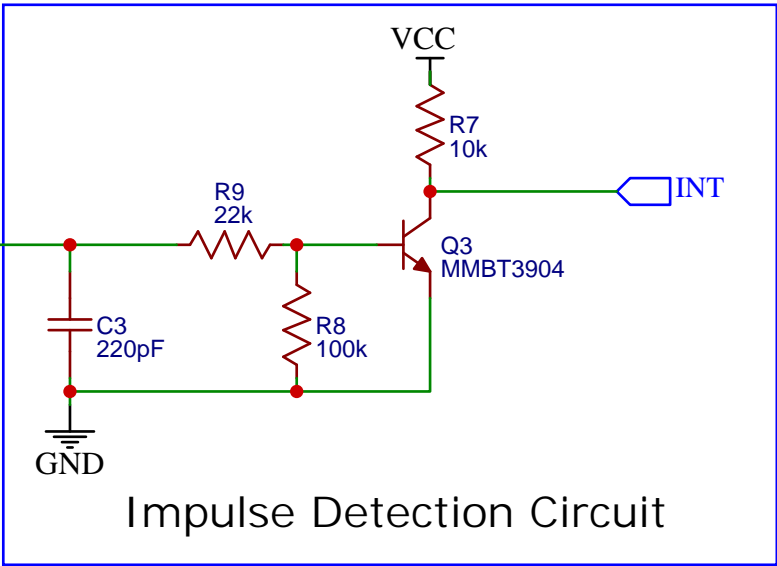 VCC
R7
10k
INT
R9
22k
Q3
MMBT3904
C3
220pF
R8
100k
GND
Impulse Detection Circuit